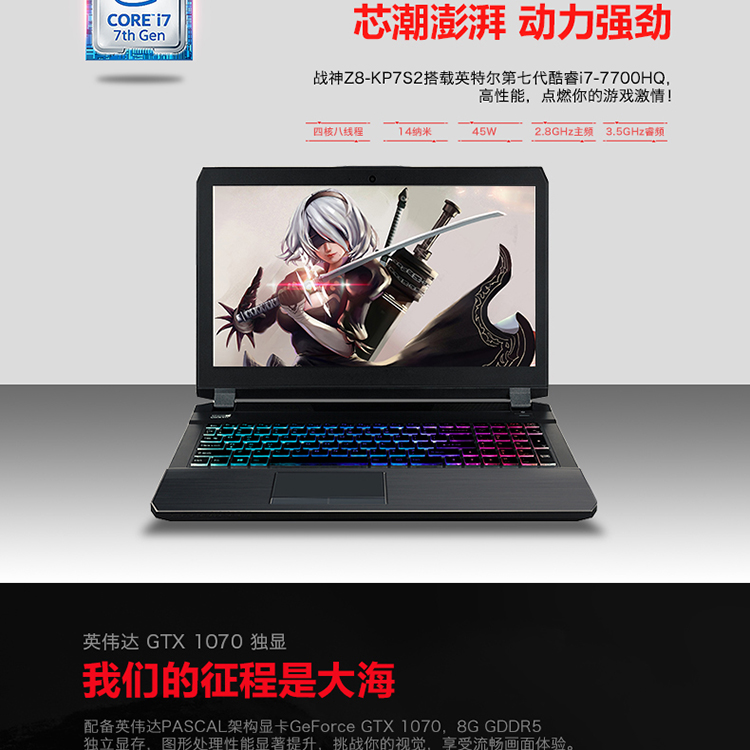 CORE i7
7th Gen
芯潮澎湃 动力强劲
战神Z8-KP7S2搭载英特尔第七代酷睿i7-7700HQ,
高性能，点燃你的游戏激情！
四核八线程 14纳米 45W 2.8GHz主频 3.5GHz睿频
英伟达 GTX 1070 独显
我们的征程是大海
配备英伟达PASCAL架构显卡GeForce GTX 1070，8G GDDR5
独立显存，图形处理性能显著提升，挑战你的视觉，享受流畅画面体验。